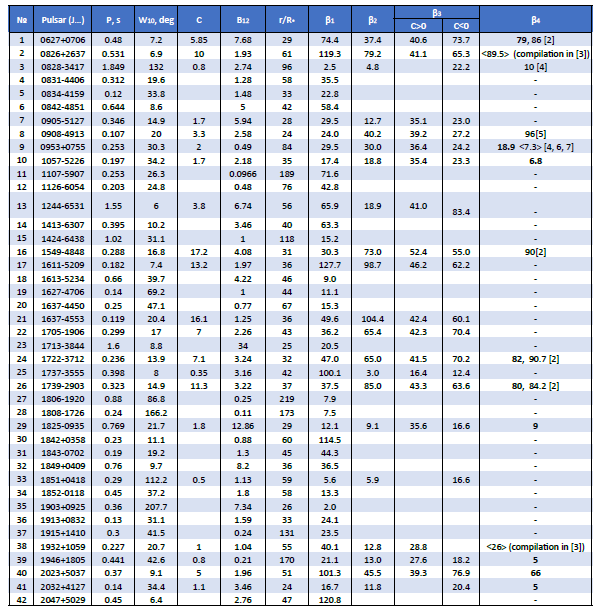 № Pulsar (J...) P, s W₁₀, deg C B₁₂ r/R* β₁ β₂ β₃ β₄
C>0 C<0
1 0627+0706 0.48 7.2 5.85 7.68 29 74.4 37.4 40.6 73.7 79, 86 [2]
2 0826+2637 0.531 6.9 10 1.93 61 119.3 79.2 41.1 65.3 <89.5> (compilation in [3])
3 0828-3417 1.849 132 0.8 2.74 96 2.5 4.8 22.2 10 [4]
4 0831-4406 0.312 19.6 1.28 58 35.5 -
5 0834-4159 0.12 33.8 1.48 33 22.8 -
6 0842-4851 0.644 8.6 5 42 58.4 -
7 0905-5127 0.346 14.9 1.7 5.94 28 29.5 12.7 35.1 23.0 -
8 0908-4913 0.107 20 3.3 2.58 24 24.0 40.2 39.2 27.2 96[5]
9 0953+0755 0.253 30.3 2 0.49 84 29.5 30.0 36.4 24.2 18.9 <7.3> [4, 6, 7]
10 1057-5226 0.197 34.2 1.7 2.18 35 17.4 18.8 35.4 23.3 6.8
11 1107-5907 0.253 26.3 0.0966 189 71.6 -
12 1126-6054 0.203 24.8 0.48 76 42.8 -
13 1244-6531 1.55 6 3.8 6.74 56 65.9 18.9 41.0 83.4 -
14 1413-6307 0.395 10.2 3.46 40 63.3 -
15 1424-6438 1.02 31.1 1 118 15.2 -
16 1549-4848 0.288 16.8 17.2 4.08 31 30.3 73.0 52.4 55.0 90[2]
17 1611-5209 0.182 7.4 13.2 1.97 36 127.7 98.7 46.2 62.2 -
18 1613-5234 0.66 39.7 4.22 46 9.0 -
19 1627-4706 0.14 69.2 1 44 11.1 -
20 1637-4450 0.25 47.1 0.77 67 15.3 -
21 1637-4553 0.119 20.4 16.1 1.25 36 49.6 104.4 42.4 60.1 -
22 1705-1906 0.299 17 7 2.26 43 36.2 65.4 42.3 70.4 -
23 1713-3844 1.6 8.8 34 25 20.5 -
24 1722-3712 0.236 13.9 7.1 3.24 32 47.0 65.0 41.5 70.2 82, 90.7 [2]
25 1737-3555 0.398 8 0.35 3.16 42 100.1 3.0 16.4 12.4 -
26 1739-2903 0.323 14.9 11.3 3.22 37 37.5 85.0 43.3 63.6 80, 84.2 [2]
27 1806-1920 0.88 86.8 0.25 219 7.9 -
28 1808-1726 0.24 166.2 0.11 173 7.5 -
29 1825-0935 0.769 21.7 1.8 12.86 29 12.1 9.1 35.6 16.6 9
30 1842+0358 0.23 11.1 0.88 60 114.5 -
31 1843-0702 0.19 19.2 1.3 45 44.3 -
32 1849+0409 0.76 9.7 8.2 36 36.5 -
33 1851+0418 0.29 112.2 0.5 1.13 59 5.6 5.9 16.6 -
34 1852-0118 0.45 37.2 1.8 58 13.3 -
35 1903+0925 0.36 207.7 7.34 26 2.0 -
36 1913+0832 0.13 31.1 1.59 33 24.1 -
37 1915+1410 0.3 41.5 0.24 131 23.5 -
38 1932+1059 0.227 20.7 1 1.04 55 40.1 12.8 28.8 <26> (compilation in [3])
39 1946+1805 0.441 42.6 0.8 0.21 170 21.1 13.0 27.6 18.2 5
40 2023+5037 0.37 9.1 5 1.96 51 101.3 45.5 39.3 76.9 66
41 2032+4127 0.14 34.4 1.1 3.46 24 16.7 11.8 20.4 5
42 2047+5029 0.45 6.4 2.76 47 120.8 -